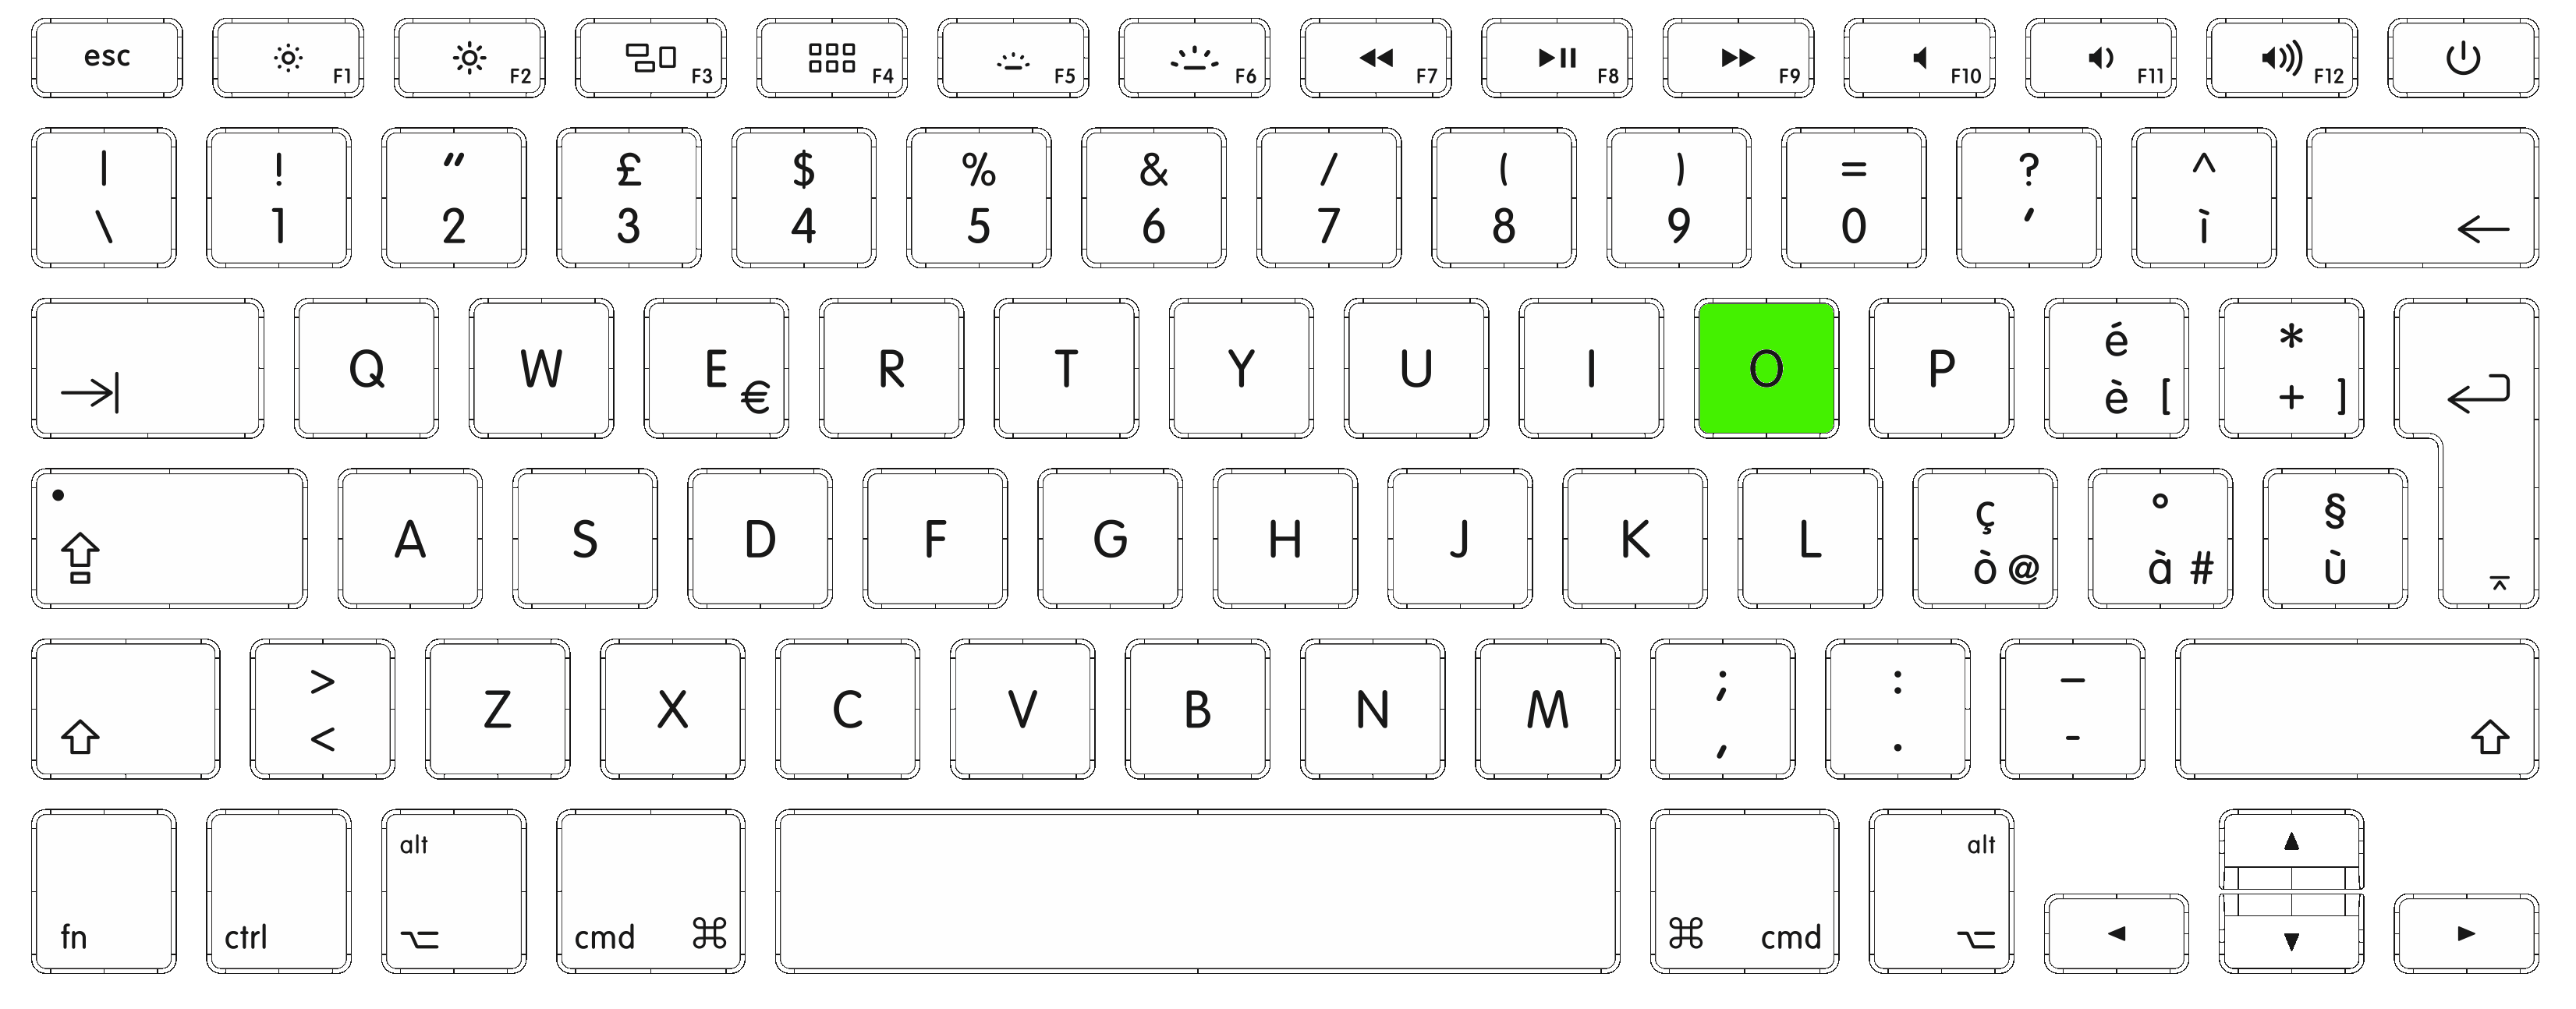 esc F1 F2 F3 F4 F5 F6 F7 F8 F9 F10 F11 F12
| ! " £ $ % & / ( ) = ? ^
\ 1 2 3 4 5 6 7 8 9 0 ' ì
Q W E € R T Y U I O P é * 
è [ + ]
A S D F G H J K L ç ° §
ò @ à # ù
> Z X C V B N M ; : _
< , . -
alt alt
fn ctrl ⌥ cmd ⌘ ⌘ cmd ⌥